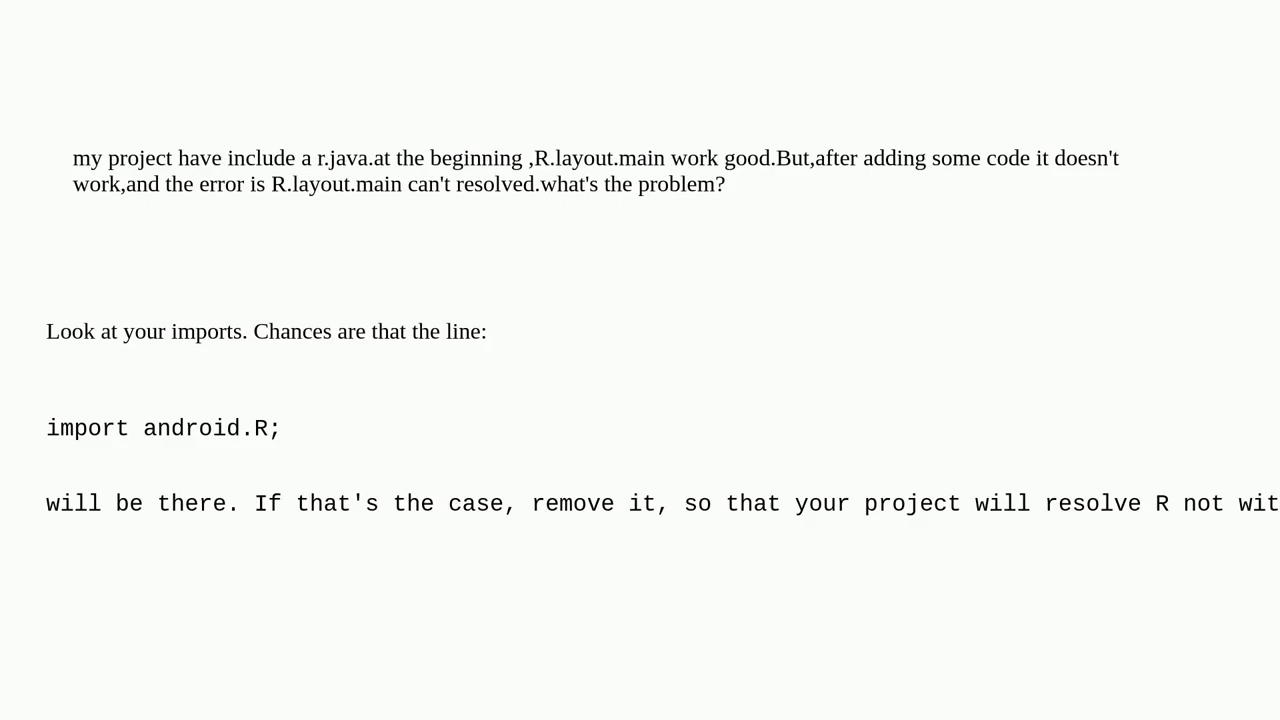 my project have include a r.java.at the beginning ,R.layout.main work good.But,after adding some code it doesn't
work,and the error is R.layout.main can't resolved.what's the problem?
Look at your imports. Chances are that the line:
import android.R;
will be there. If that's the case, remove it, so that your project will resolve R not